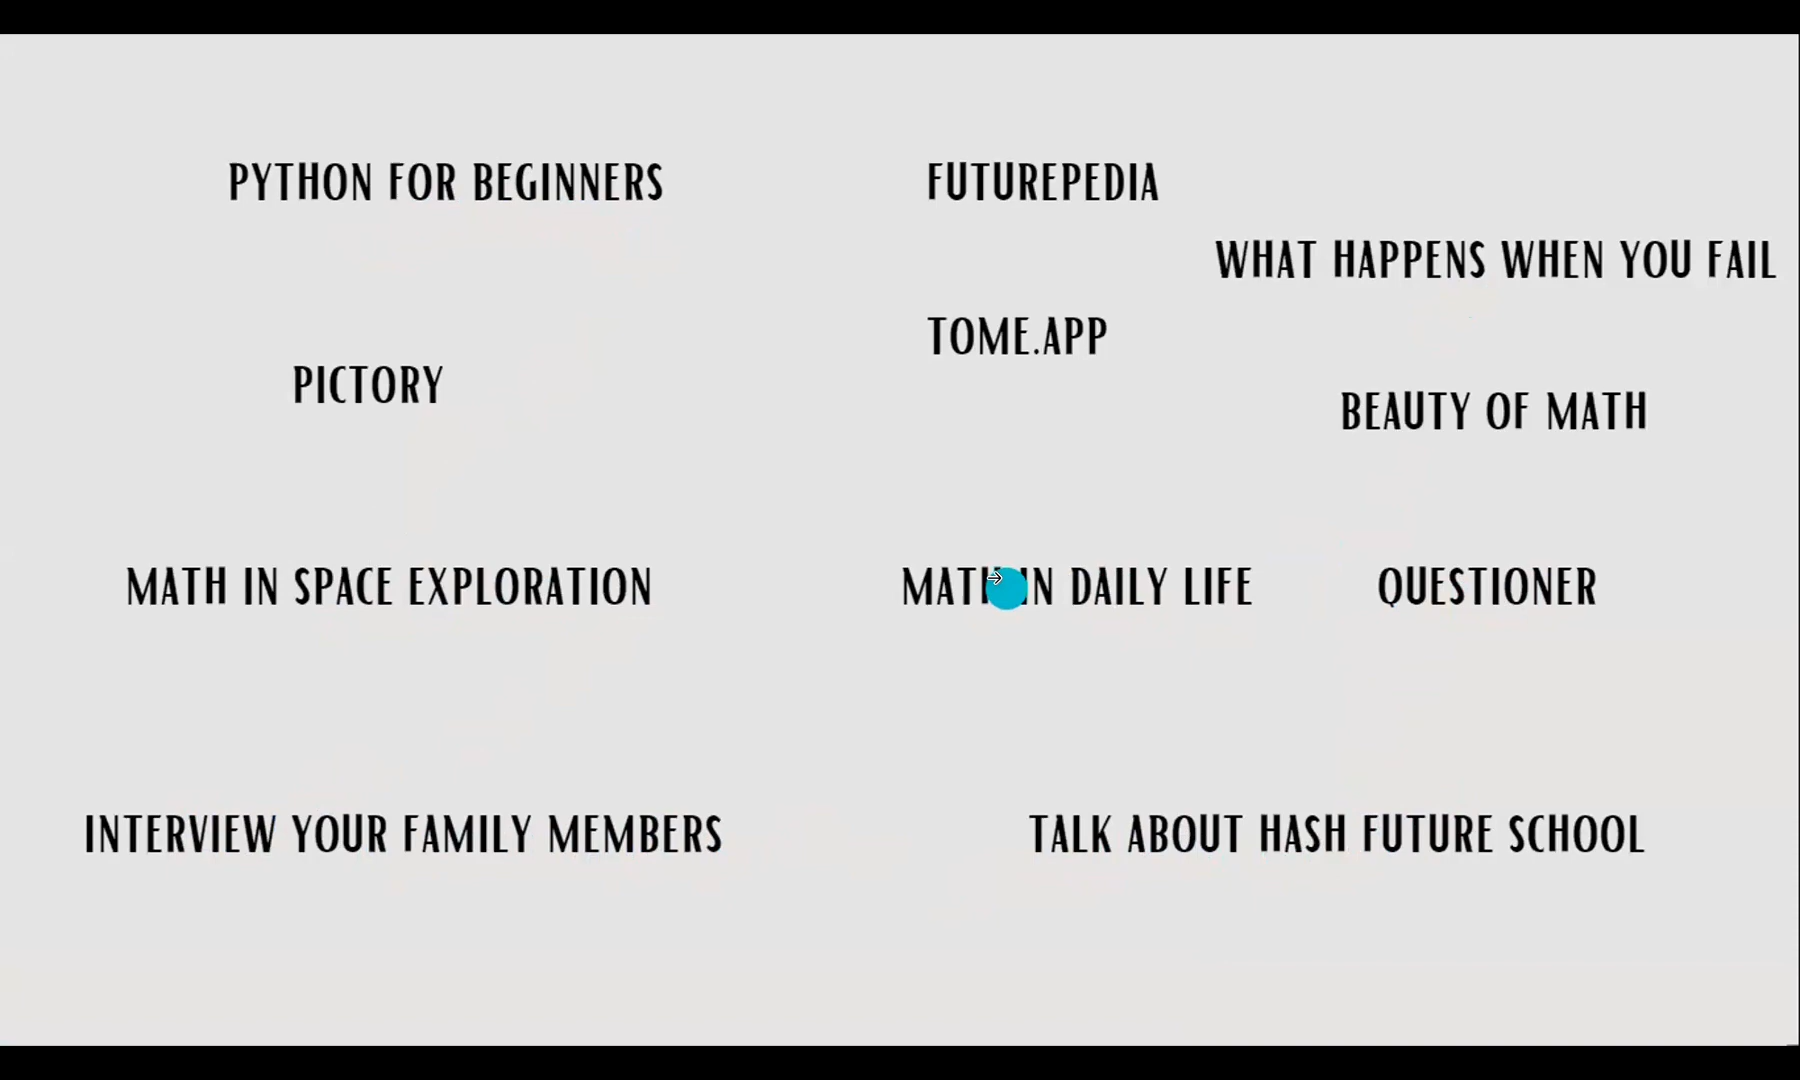 PYTHON FOR BEGINNERS
FUTUREPEDIA
WHAT HAPPENS WHEN YOU FAIL
TOME.APP
PICTORY
BEAUTY OF MATH
MATH IN SPACE EXPLORATION
MATH IN DAILY LIFE
QUESTIONER
INTERVIEW YOUR FAMILY MEMBERS
TALK ABOUT HASH FUTURE SCHOOL